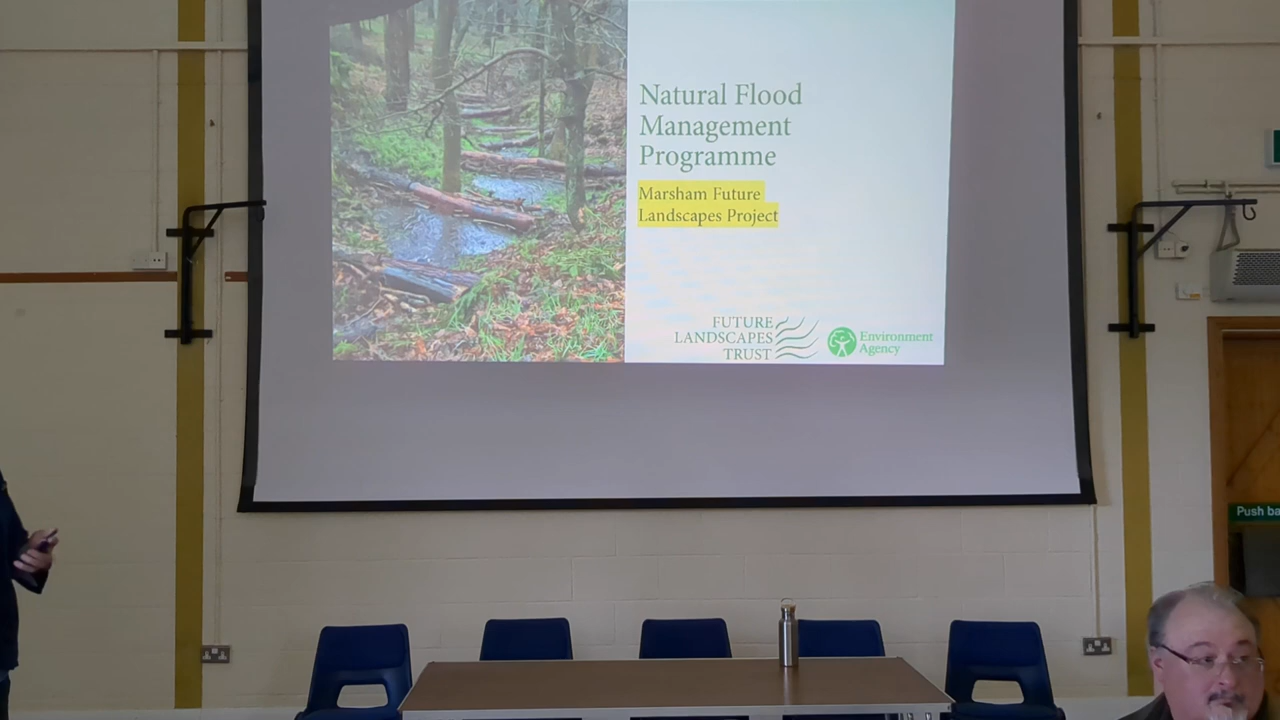 Natural Flood
Management
Programme
Marsham Future
Landscapes Project
FUTURE
LANDSCAPES
TRUST
Environment
Agency
Push ba